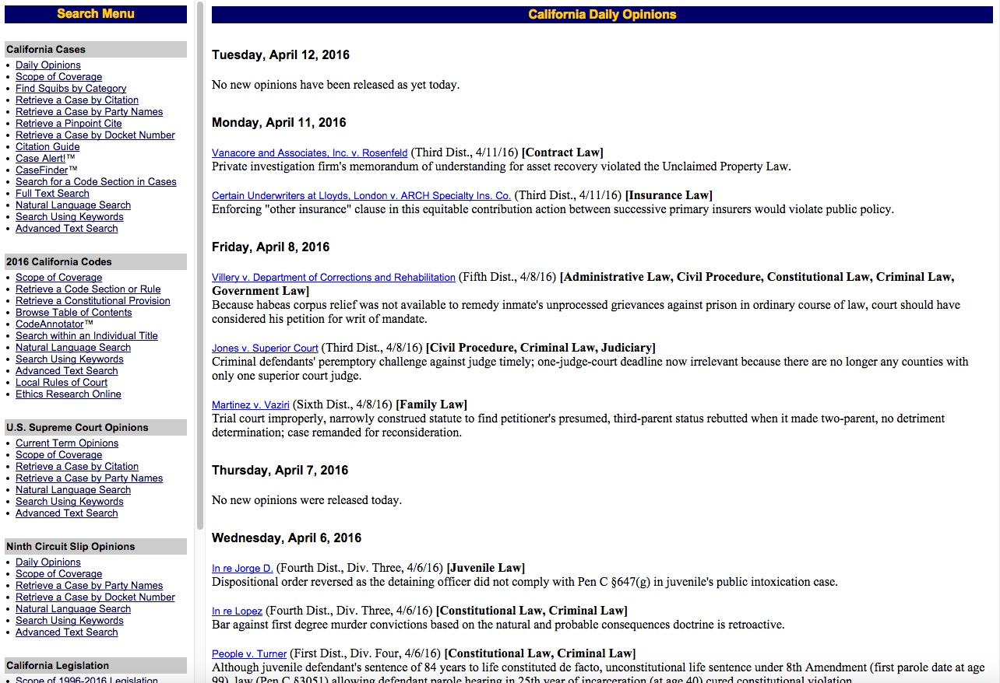 Search Menu
California Cases
• Daily Opinions
• Scope of Coverage
• Find Squibs by Category
• Retrieve a Case by Citation
• Retrieve a Case by Party Names
• Retrieve a Pinpoint Cite
• Retrieve a Case by Docket Number
• Citation Guide
• Case Alert!™
• CaseFinder™
• Search for a Code Section in Cases
• Full Text Search
• Natural Language Search
• Search Using Keywords
• Advanced Text Search
2016 California Codes
• Scope of Coverage
• Retrieve a Code Section or Rule
• Retrieve a Constitutional Provision
• Browse Table of Contents
• CodeAnnotator™
• Search within an Individual Title
• Natural Language Search
• Search Using Keywords
• Advanced Text Search
• Local Rules of Court
• Ethics Research Online
U.S. Supreme Court Opinions
• Current Term Opinions
• Scope of Coverage
• Retrieve a Case by Citation
• Retrieve a Case by Party Names
• Natural Language Search
• Search Using Keywords
• Advanced Text Search
Ninth Circuit Slip Opinions
• Daily Opinions
• Scope of Coverage
• Retrieve a Case by Party Names
• Retrieve a Case by Docket Number
• Natural Language Search
• Search Using Keywords
• Advanced Text Search
California Legislation
• Scope of 1996-2016 Legislation
California Daily Opinions
Tuesday, April 12, 2016
No new opinions have been released as yet today.
Monday, April 11, 2016
Vanacore and Associates, Inc. v. Rosenfeld (Third Dist., 4/11/16) [Contract Law]
Private investigation firm's memorandum of understanding for asset recovery violated the Unclaimed Property Law.
Certain Underwriters at Lloyds, London v. ARCH Specialty Ins. Co. (Third Dist., 4/11/16) [Insurance Law]
Enforcing "other insurance" clause in this equitable contribution action between successive primary insurers would violate public policy.
Friday, April 8, 2016
Villery v. Department of Corrections and Rehabilitation (Fifth Dist., 4/8/16) [Administrative Law, Civil Procedure, Constitutional Law, Criminal Law,
Government Law]
Because habeas corpus relief was not available to remedy inmate's unprocessed grievances against prison in ordinary course of law, court should have
considered his petition for writ of mandate.
Jones v. Superior Court (Third Dist., 4/8/16) [Civil Procedure, Criminal Law, Judiciary]
Criminal defendants' peremptory challenge against judge timely; one-judge-court deadline now irrelevant because there are no longer any counties with
only one superior court judge.
Martinez v. Vaziri (Sixth Dist., 4/8/16) [Family Law]
Trial court improperly, narrowly construed statute to find petitioner's presumed, third-parent status rebutted when it made two-parent, no detriment
determination; case remanded for reconsideration.
Thursday, April 7, 2016
No new opinions were released today.
Wednesday, April 6, 2016
In re Jorge D. (Fourth Dist., Div. Three, 4/6/16) [Juvenile Law]
Dispositional order reversed as the detaining officer did not comply with Pen C §647(g) in juvenile's public intoxication case.
In re Lopez (Fourth Dist., Div. Three, 4/6/16) [Constitutional Law, Criminal Law]
Bar against first degree murder convictions based on the natural and probable consequences doctrine is retroactive.
People v. Turner (First Dist., Div. Four, 4/6/16) [Constitutional Law, Criminal Law]
Although juvenile defendant's sentence of 84 years to life constituted de facto, unconstitutional life sentence under 8th Amendment (first parole date at age
99), law (Pen C §3051) allowing defendant parole hearing in 25th year of incarceration (at age 40) cured constitutional violation.